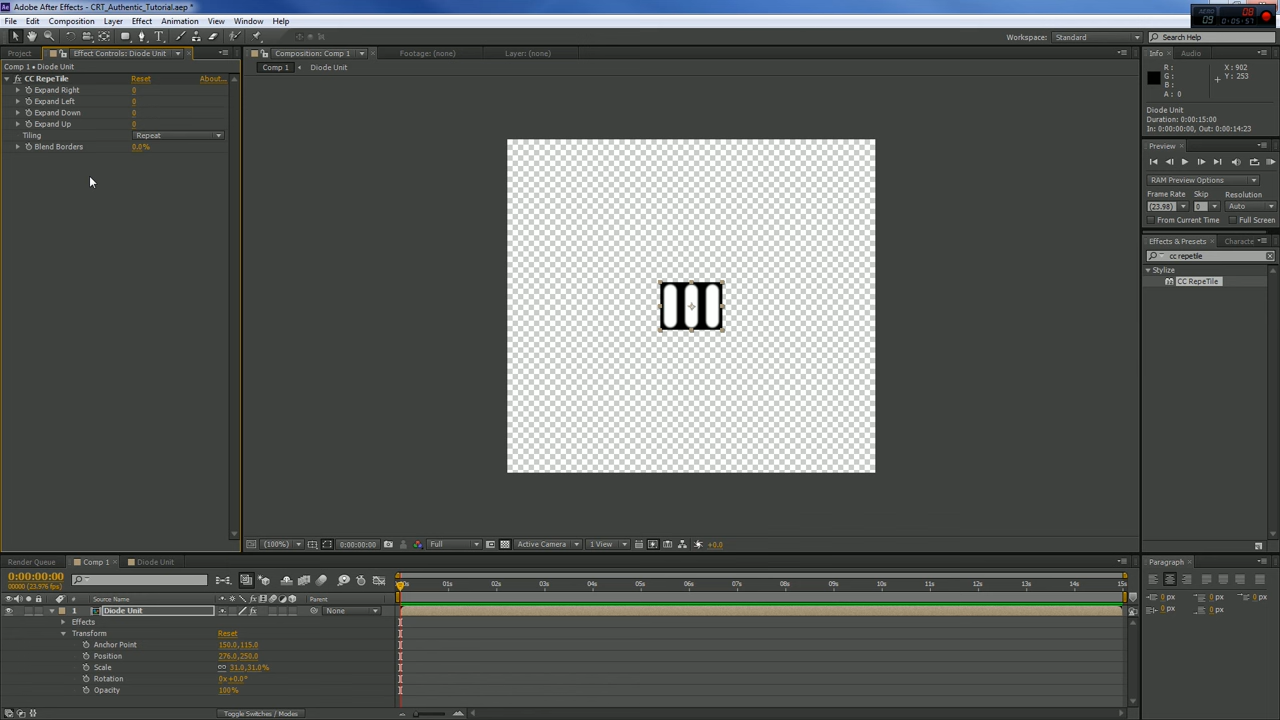 Adobe After Effects - CRT_Authentic_Tutorial.aep *
File Edit Composition Layer Effect Animation View Window Help
Workspace: Standard Search Help
Project Effect Controls: Diode Unit Composition: Comp 1 Footage: (none) Layer: (none) Info Audio
Comp 1 • Diode Unit
Comp 1 Diode Unit
CC RepeTile Reset About...
Expand Right 0
Expand Left 0
Expand Down 0
Expand Up 0
Tiling Repeat
Blend Borders 0.0%
R :
G :
B :
A : 0
X : 902
Y : 253
Diode Unit
Duration: 0:00:15:00
In: 0:00:00:00, Out: 0:00:14:23
Preview
RAM Preview Options
Frame Rate Skip Resolution
(23.98) 0 Auto
From Current Time Full Screen
Effects & Presets Characte
cc repetile
Stylize
CC RepeTile
(100%) 0:00:00:00 Full Active Camera 1 View +0.0
Render Queue Comp 1 Diode Unit
0:00:00:00
00000 (23.976 fps)
01s 02s 03s 04s 05s 06s 07s 08s 09s 10s 11s 12s 13s 14s 15s
# Source Name Parent
1 Diode Unit None
Effects
Transform Reset
Anchor Point 150.0,115.0
Position 276.0,250.0
Scale 31.0,31.0%
Rotation 0x+0.0°
Opacity 100%
Toggle Switches / Modes
Paragraph
0 px 0 px 0 px
0 px 0 px